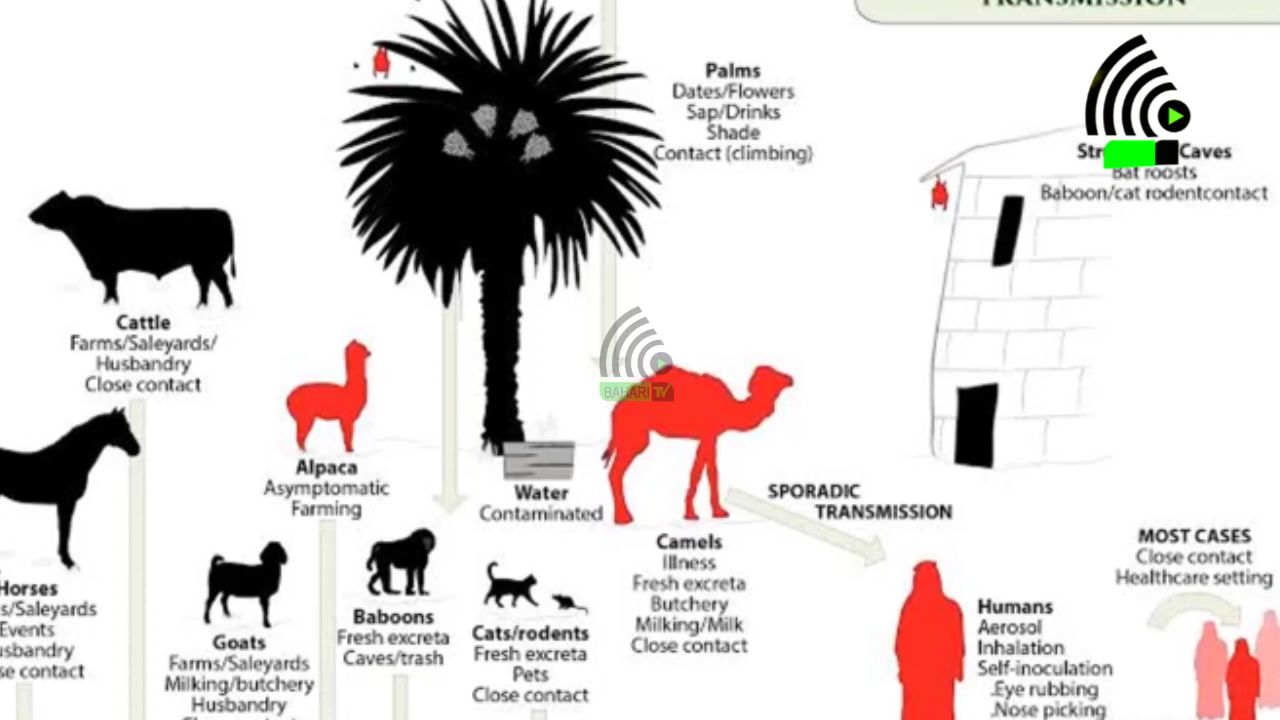 TRANSMISSION
Palms
Dates/Flowers
Sap/Drinks
Shade
Contact (climbing)
Caves
Bat roosts
Baboon/cat rodentcontact
Cattle
Farms/Saleyards/
Husbandry
Close contact
BAHARI TV
Alpaca
Asymptomatic
Farming
Water
Contaminated
SPORADIC
TRANSMISSION
Camels
Illness
Fresh excreta
Butchery
Milking/Milk
Close contact
MOST CASES
Close contact
Healthcare setting
Horses
s/Saleyards
Events
usbandry
se contact
Goats
Farms/Saleyards
Milking/butchery
Husbandry
Baboons
Fresh excreta
Caves/trash
Cats/rodents
Fresh excreta
Pets
Close contact
Humans
Aerosol
Inhalation
Self-inoculation
.Eye rubbing
.Nose picking